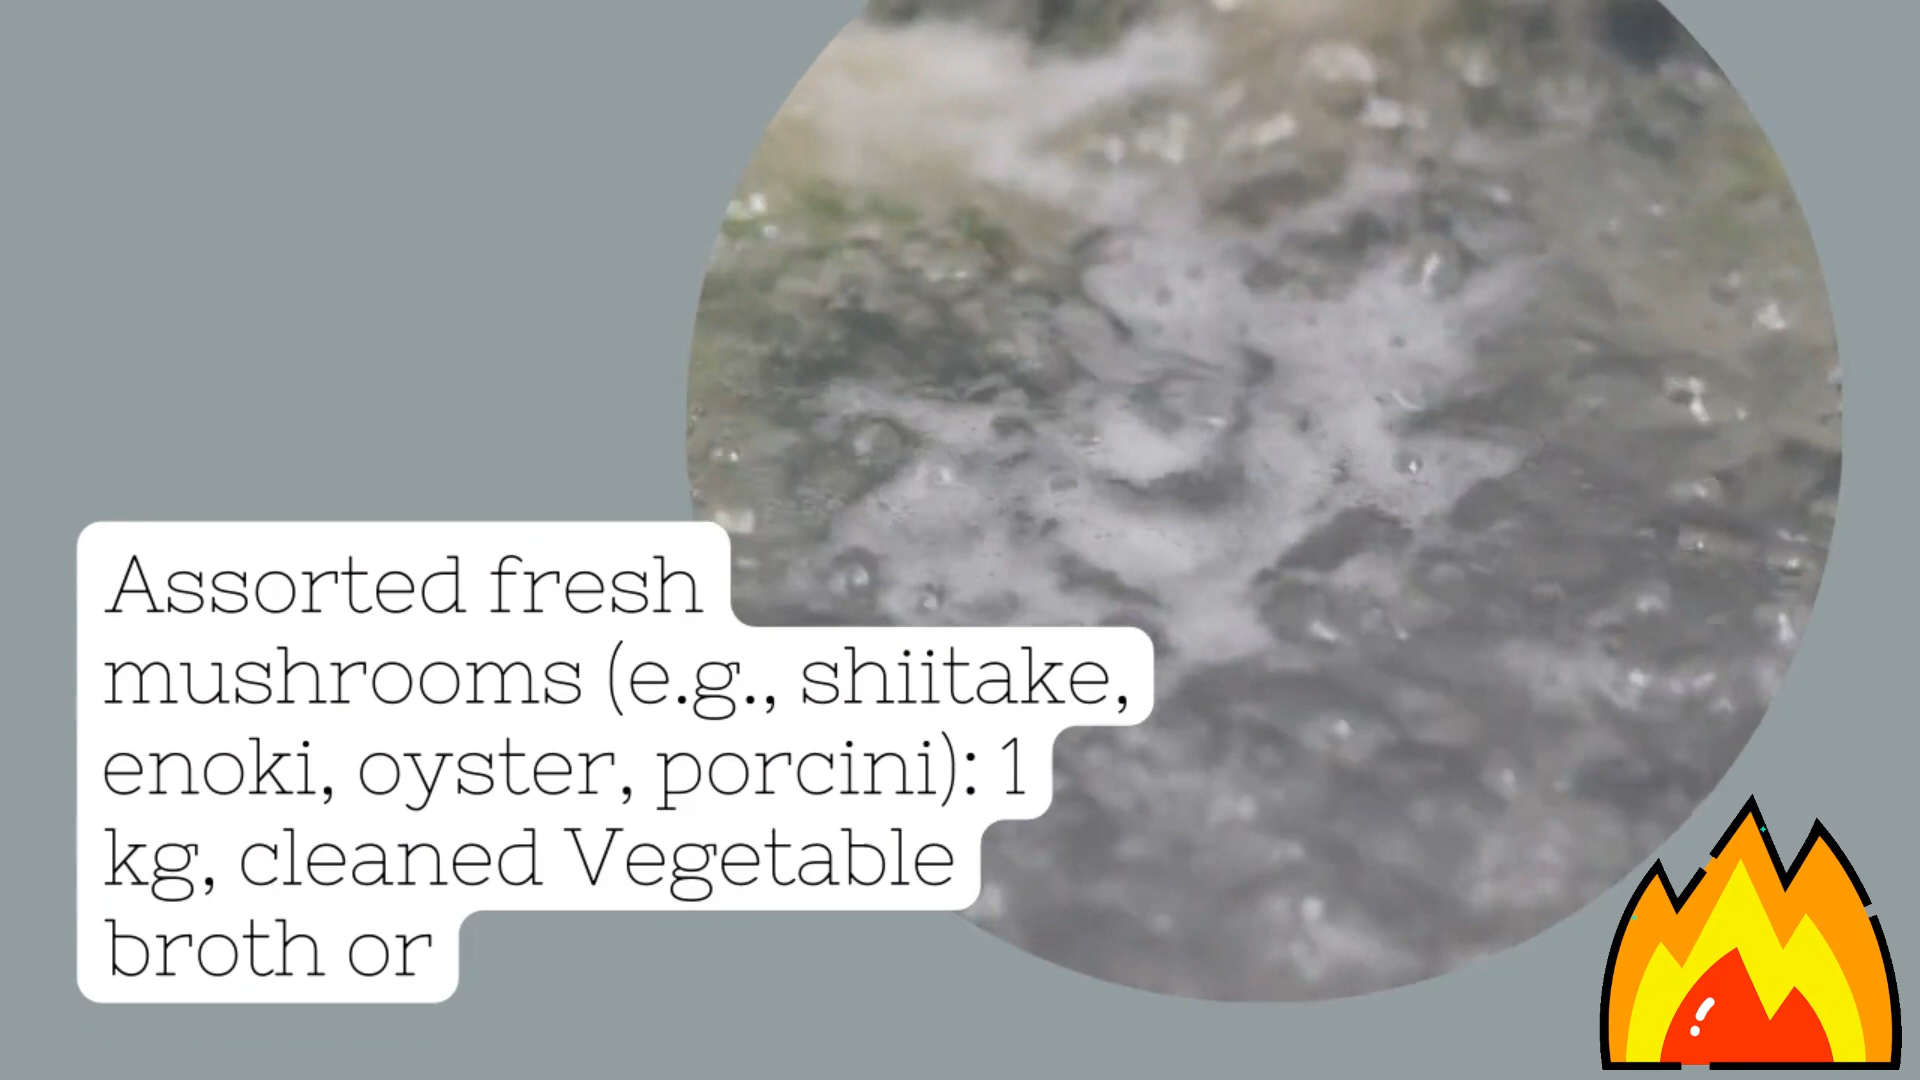 Assorted fresh
mushrooms (e.g., shiitake,
enoki, oyster, porcini): 1
kg, cleaned Vegetable
broth or